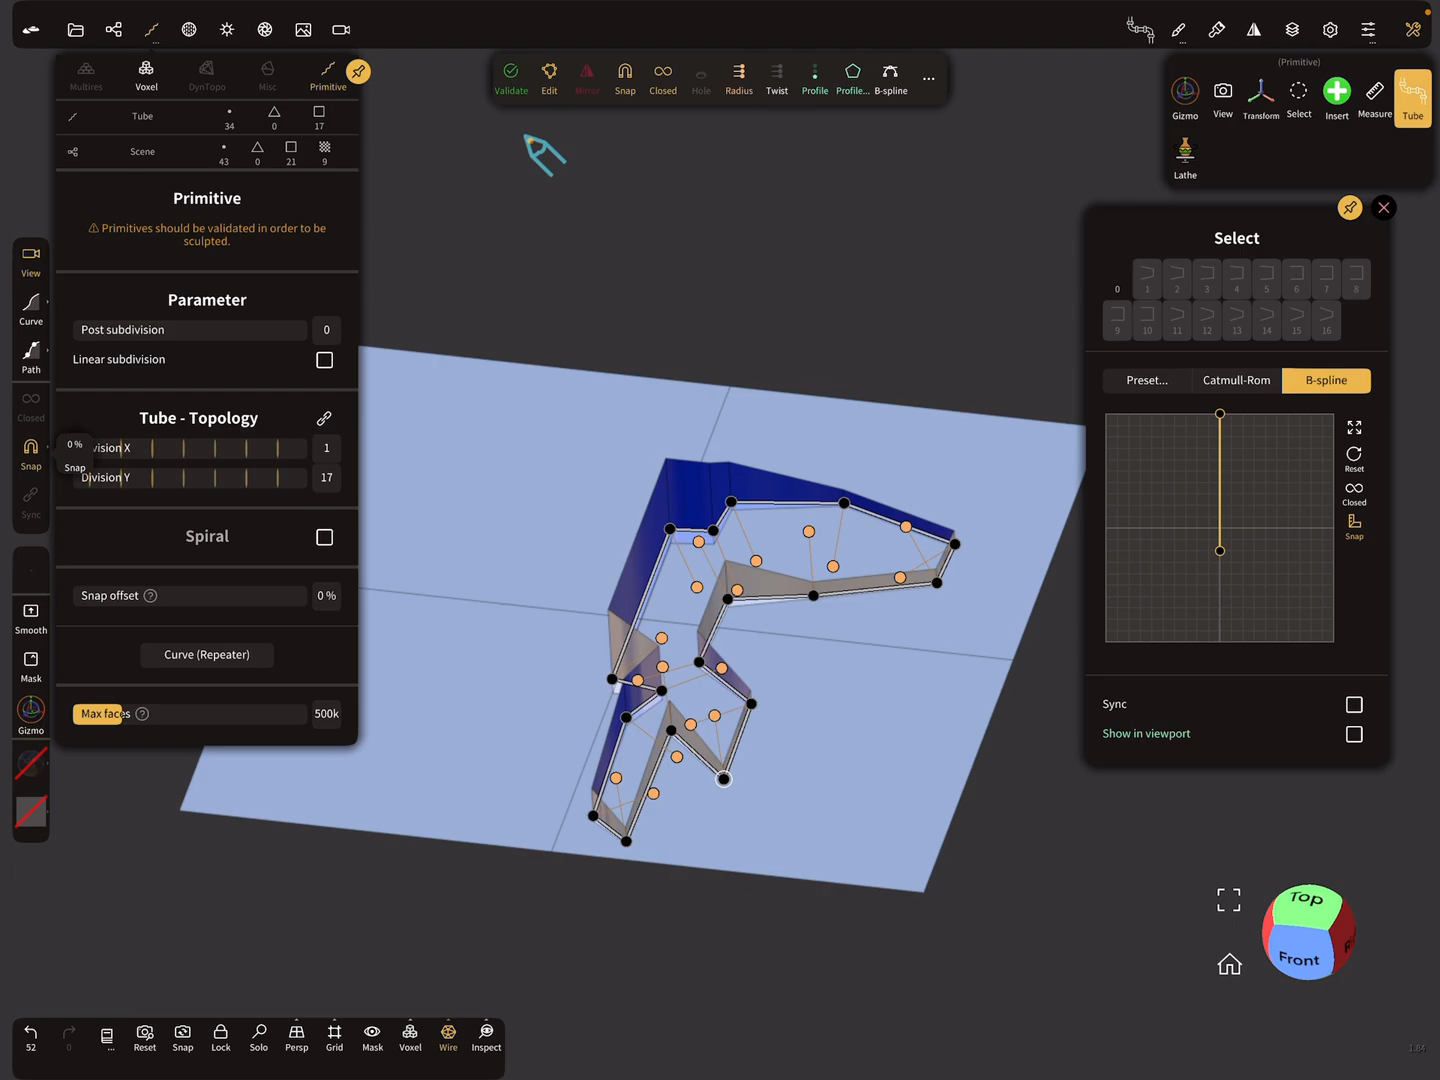 Multires Voxel DynTopo Misc Primitive
Tube 34 0 17
Scene 43 0 21 9
Primitive
⚠ Primitives should be validated in order to be
sculpted.
Parameter
Post subdivision 0
Linear subdivision
Tube - Topology
vision X 1
Division Y 17
Spiral
Snap offset ? 0 %
Curve (Repeater)
Max faces ? 500k
View
Curve
Path
Closed
Snap
Sync
0 %
Snap
Smooth
Mask
Gizmo
Validate Edit Mirror Snap Closed Hole Radius Twist Profile Profile... B-spline ...
(Primitive)
Gizmo View Transform Select Insert Measure Tube
Lathe
Select
0 1 2 3 4 5 6 7 8
9 10 11 12 13 14 15 16
Preset... Catmull-Rom B-spline
Reset
Closed
Snap
Sync
Show in viewport
Top
Front
52 0 ... Reset Snap Lock Solo Persp Grid Mask Voxel Wire Inspect
1.84